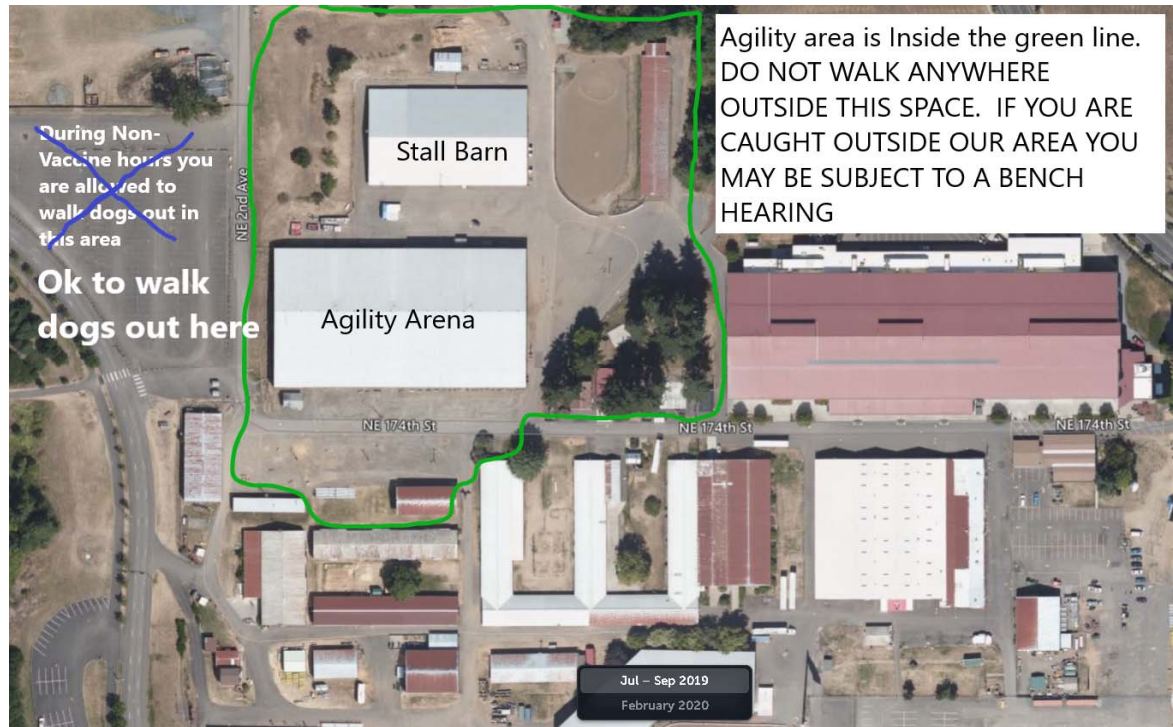 Agility area is Inside the green line.
DO NOT WALK ANYWHERE
OUTSIDE THIS SPACE. IF YOU ARE
CAUGHT OUTSIDE OUR AREA YOU
MAY BE SUBJECT TO A BENCH
HEARING
During Non-
Vaccine hours you
are allowed to
walk dogs out in
this area
Ok to walk
dogs out here
NE 2nd Ave
Stall Barn
Agility Arena
NE 174th St
NE 174th St
NE 174th St
Jul – Sep 2019
February 2020